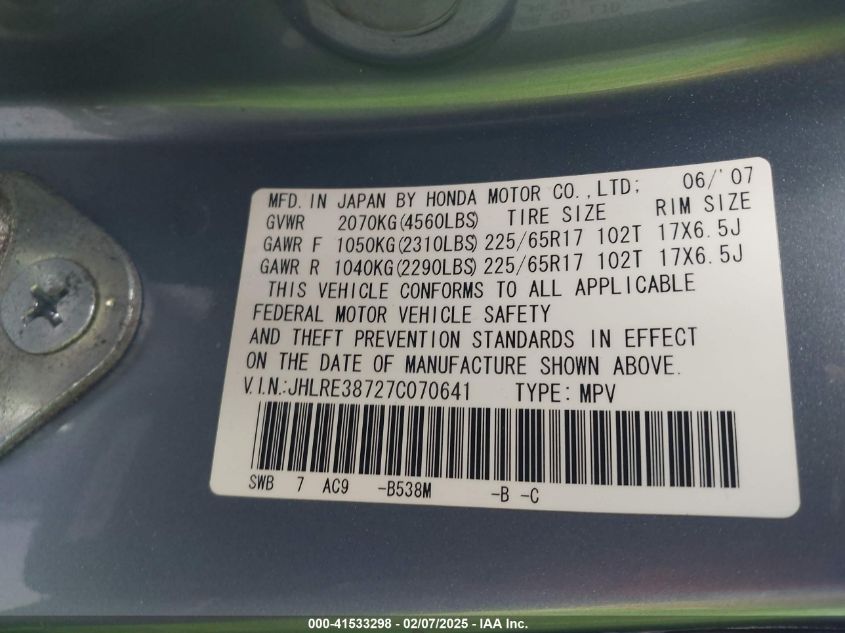 MFD. IN JAPAN BY HONDA MOTOR CO., LTD; 06/'07
GVWR 2070KG(4560LBS) TIRE SIZE RIM SIZE
GAWR F 1050KG(2310LBS) 225/65R17 102T 17X6.5J
GAWR R 1040KG(2290LBS) 225/65R17 102T 17X6.5J
THIS VEHICLE CONFORMS TO ALL APPLICABLE
FEDERAL MOTOR VEHICLE SAFETY
AND THEFT PREVENTION STANDARDS IN EFFECT
ON THE DATE OF MANUFACTURE SHOWN ABOVE.
V.I.N.:JHLRE38727C070641 TYPE: MPV
SWB 7 AC9 -B538M -B -C
000-41533298 - 02/07/2025 - IAA Inc.